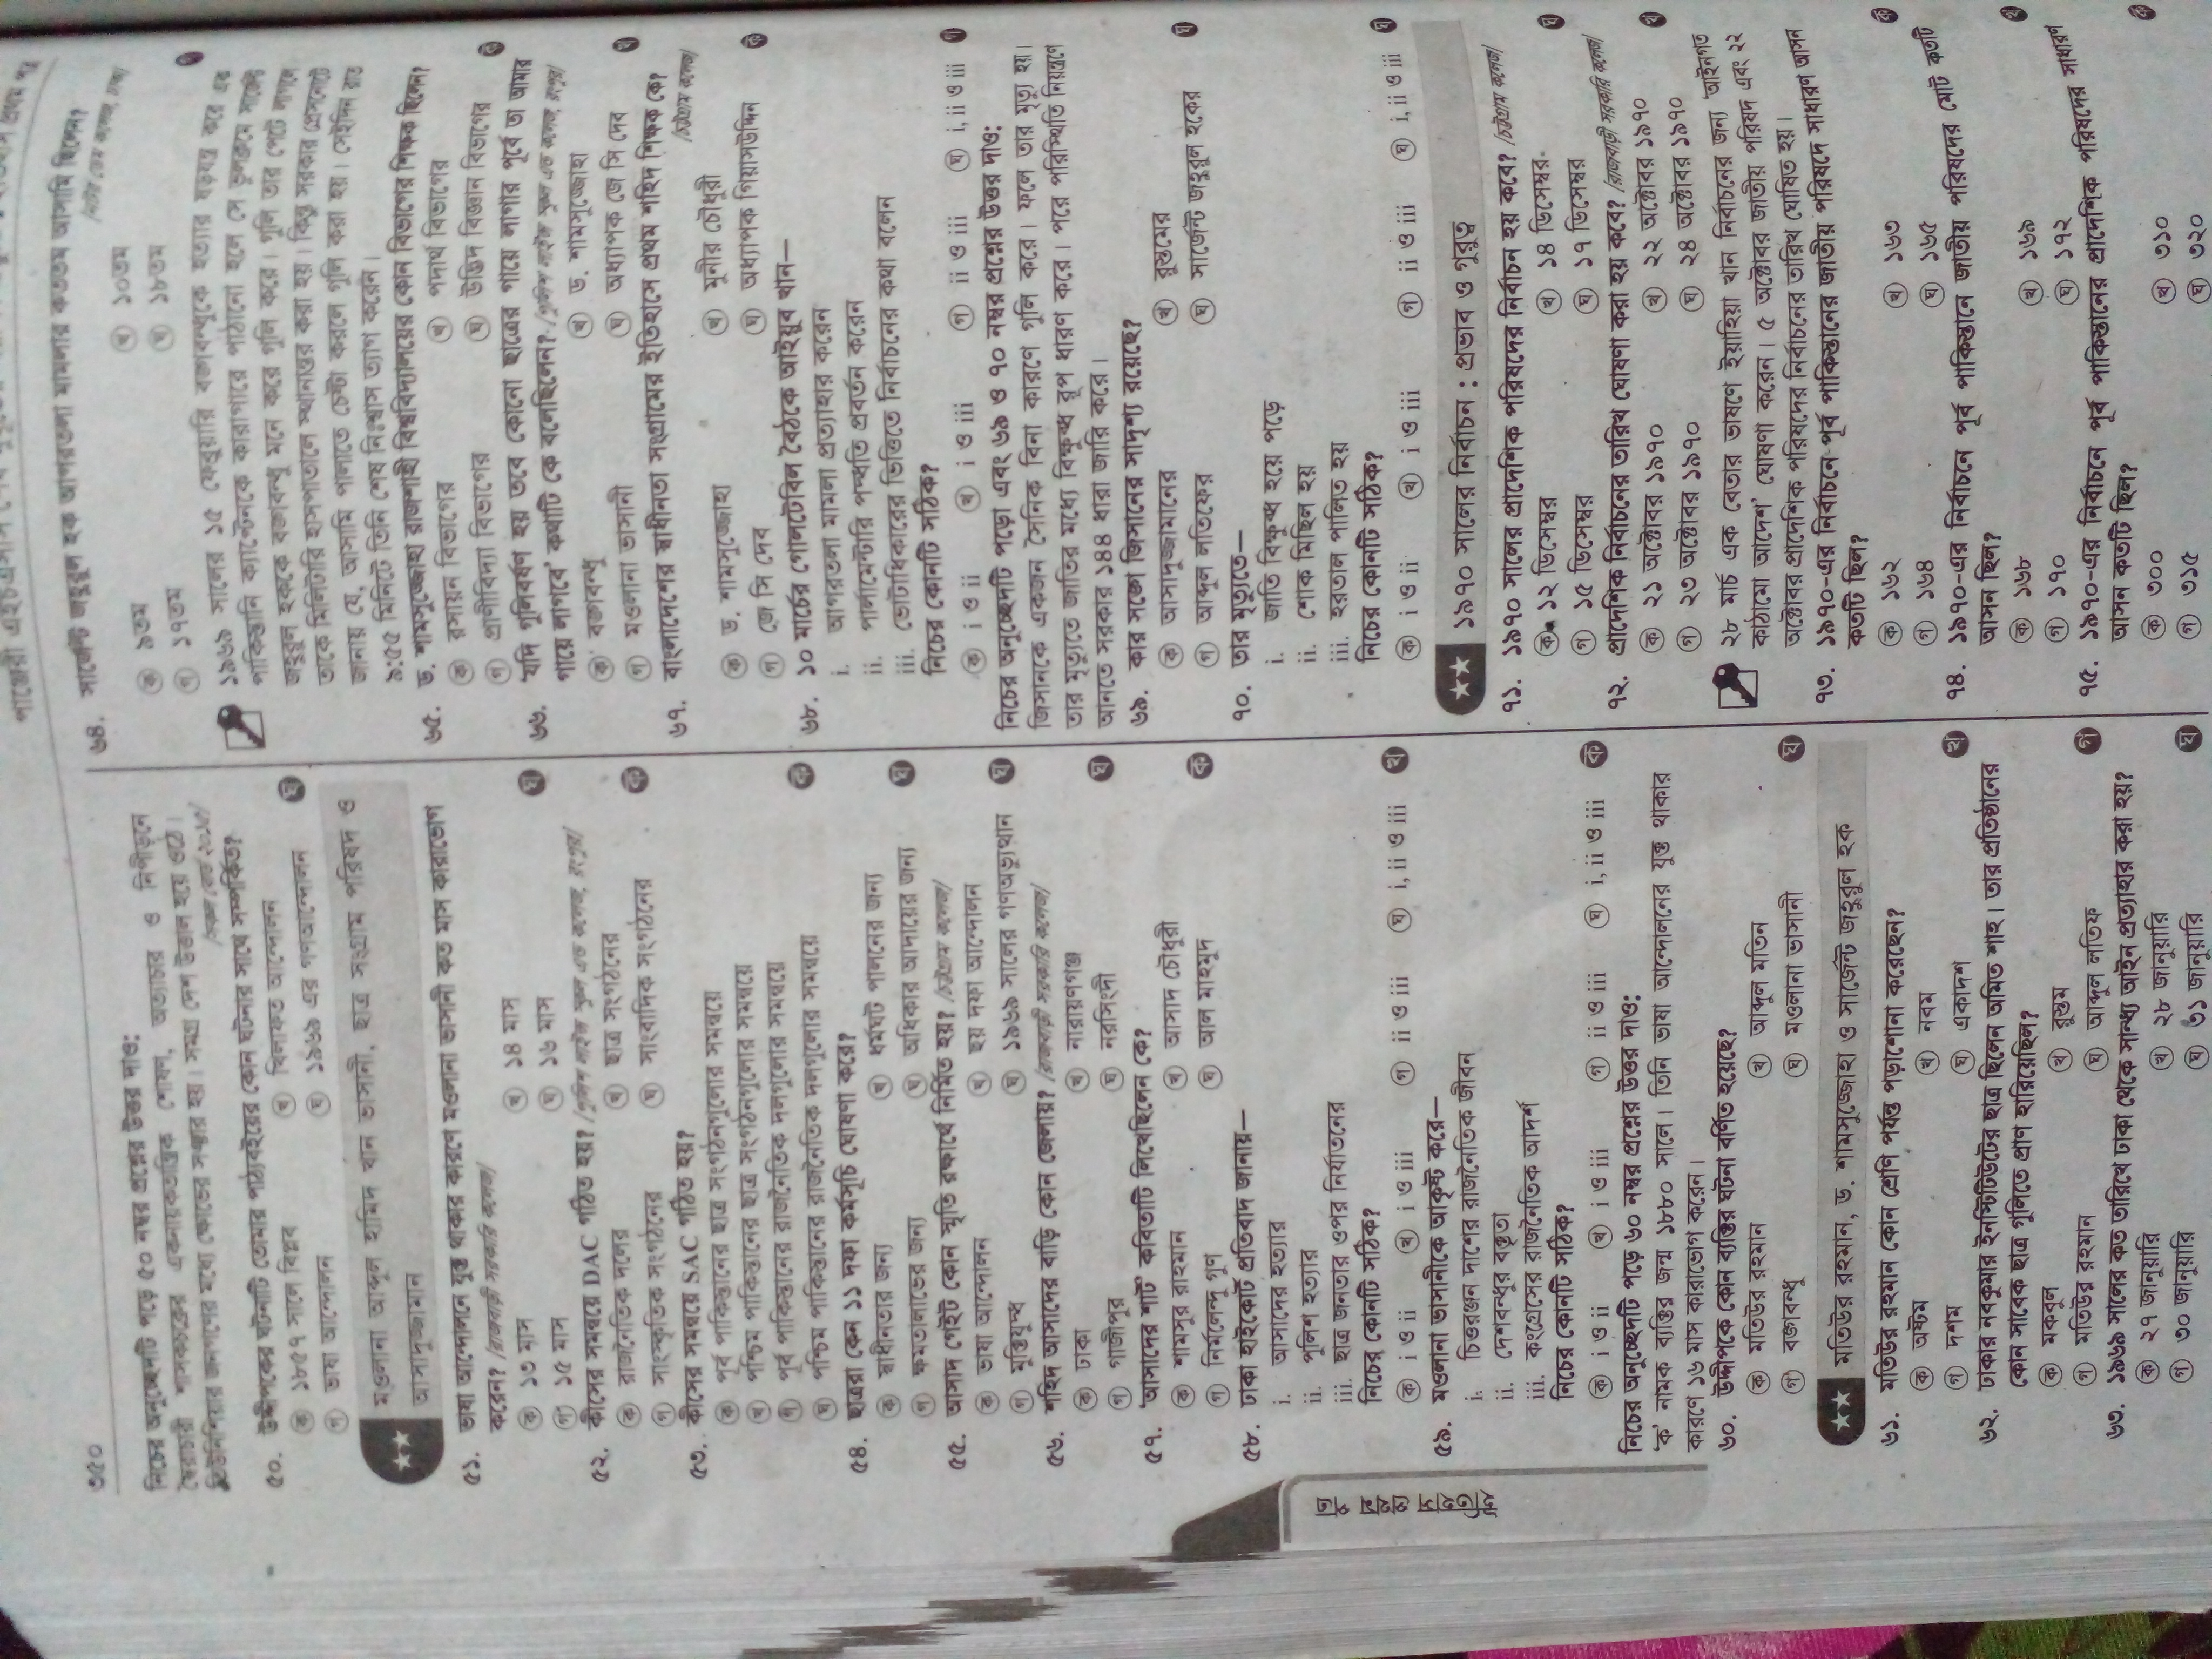 ৩৫০
নিচের অনুচ্ছেদটি পড়ে ৫০ নম্বর প্রশ্নের উত্তর দাও:
স্বৈরাচারী শাসকচক্রের একনায়কতান্ত্রিক শোষণ, অত্যাচার ও নিপীড়নে
তিউনিশিয়ার জনগণের মধ্যে ক্ষোভের সঞ্চার হয়। সমগ্র দেশ উত্তাল হয়ে ওঠে।
[সকল বোর্ড ২০১৫]
৫০. উদ্দীপকের ঘটনাটি তোমার পাঠ্যবইয়ের কোন ঘটনার সাথে সম্পর্কিত?
ক ১৮৫৭ সালে বিপ্লব খ খিলাফত আন্দোলন
গ ভাষা আন্দোলন ঘ ১৯৬৯ এর গণআন্দোলন ঘ
★★ মওলানা আব্দুল হামিদ খান ভাসানী, ছাত্র সংগ্রাম পরিষদ ও
আসাদুজ্জামান
৫১. ভাষা আন্দোলনে যুক্ত থাকার কারণে মওলানা ভাসানী কত মাস কারাভোগ
করেন? [রাজবাড়ী সরকারি কলেজ]
ক ১৩ মাস খ ১৪ মাস
গ ১৫ মাস ঘ ১৬ মাস ঘ
৫২. কীসের সমন্বয়ে DAC গঠিত হয়? [পুলিশ লাইন্স স্কুল এন্ড কলেজ, রংপুর]
ক রাজনৈতিক দলের খ ছাত্র সংগঠনের
গ সাংস্কৃতিক সংগঠনের ঘ সাংবাদিক সংগঠনের ক
৫৩. কীসের সমন্বয়ে SAC গঠিত হয়?
ক পূর্ব পাকিস্তানের ছাত্র সংগঠনগুলোর সমন্বয়ে
খ পশ্চিম পাকিস্তানের ছাত্র সংগঠনগুলোর সমন্বয়ে
গ পূর্ব পাকিস্তানের রাজনৈতিক দলগুলোর সমন্বয়ে
ঘ পশ্চিম পাকিস্তানের রাজনৈতিক দলগুলোর সমন্বয়ে ক
৫৪. ছাত্ররা কেন ১১ দফা কর্মসূচি ঘোষণা করে?
ক স্বাধীনতার জন্য খ ধর্মঘট পালনের জন্য
গ ক্ষমতালাভের জন্য ঘ অধিকার আদায়ের জন্য ঘ
৫৫. আসাদ গেইট কোন স্মৃতি রক্ষার্থে নির্মিত হয়? [চট্টগ্রাম কলেজ]
ক ভাষা আন্দোলন খ ছয় দফা আন্দোলন
গ মুক্তিযুদ্ধ ঘ ১৯৬৯ সালের গণঅভ্যুত্থান ঘ
৫৬. শহিদ আসাদের বাড়ি কোন জেলায়? [রাজবাড়ী সরকারি কলেজ]
ক ঢাকা খ নারায়ণগঞ্জ
গ গাজীপুর ঘ নরসিংদী ঘ
৫৭. 'আসাদের শার্ট' কবিতাটি লিখেছিলেন কে?
ক শামসুর রাহমান খ আসাদ চৌধুরী
গ নির্মলেন্দু গুণ ঘ আল মাহমুদ ক
৫৮. ঢাকা হাইকোর্ট প্রতিবাদ জানায়—
i. আসাদের হত্যার
ii. পুলিশ হত্যার
iii. ছাত্র জনতার ওপর নির্যাতনের
নিচের কোনটি সঠিক?
ক i ও ii খ i ও iii গ ii ও iii ঘ i, ii ও iii খ
৫৯. মওলানা ভাসানীকে আকৃষ্ট করে—
i. চিত্তরঞ্জন দাশের রাজনৈতিক জীবন
ii. দেশবন্ধুর বক্তৃতা
iii. কংগ্রেসের রাজনৈতিক আদর্শ
নিচের কোনটি সঠিক?
ক i ও ii খ i ও iii গ ii ও iii ঘ i, ii ও iii ক
নিচের অনুচ্ছেদটি পড়ে ৬০ নম্বর প্রশ্নের উত্তর দাও:
'ক' নামক ব্যক্তির জন্ম ১৮৮০ সালে। তিনি ভাষা আন্দোলনের যুক্ত থাকার
কারণে ১৬ মাস কারাভোগ করেন।
৬০. উদ্দীপকে কোন ব্যক্তির ঘটনা বর্ণিত হয়েছে?
ক মতিউর রহমান খ আব্দুল মতিন
গ বঙ্গবন্ধু ঘ মওলানা ভাসানী ঘ
★★ মতিউর রহমান, ড. শামসুজ্জোহা ও সার্জেন্ট জহুরুল হক
৬১. মতিউর রহমান কোন শ্রেণি পর্যন্ত পড়াশোনা করেছেন?
ক অষ্টম খ নবম
গ দশম ঘ একাদশ খ
৬২. ঢাকার নবকুমার ইনস্টিটিউটের ছাত্র ছিলেন অমিত শাহ। তার প্রতিষ্ঠানের
কোন সাবেক ছাত্র গুলিতে প্রাণ হারিয়েছিল?
ক মকবুল খ রুস্তম
গ মতিউর রহমান ঘ আব্দুল লতিফ গ
৬৩. ১৯৬৯ সালের কত তারিখে ঢাকা থেকে সান্ধ্য আইন প্রত্যাহার করা হয়?
ক ২৭ জানুয়ারি খ ২৮ জানুয়ারি
গ ৩০ জানুয়ারি ঘ ৩১ জানুয়ারি ঘ
ইতিহাস প্রথম পত্র
৬৪. সার্জেন্ট জহুরুল হক আগরতলা মামলার কততম আসামি ছিলেন?
[নটর ডেম কলেজ, ঢাকা]
ক ৯তম খ ১০তম
গ ১৭তম ঘ ১৮তম
১৯৬৯ সালের ১৫ ফেব্রুয়ারি বঙ্গবন্ধুকে হত্যার ষড়যন্ত্র করে এক
পাকিস্তানি ক্যাপ্টেনকে কারাগারে পাঠানো হলে সে ভুলক্রমে সার্জেন্ট
জহুরুল হককে বঙ্গবন্ধু মনে করে গুলি করে। গুলি তার পেটে লাগলে
তাকে মিলিটারি হাসপাতালে স্থানান্তর করা হয়। কিন্তু সরকার প্রেসনোটে
জানায় যে, আসামি পালাতে চেষ্টা করলে গুলি করা হয়। সেইদিন রাত
৯:৫৫ মিনিটে তিনি শেষ নিঃশ্বাস ত্যাগ করেন।
৬৫. ড. শামসুজ্জোহা রাজশাহী বিশ্ববিদ্যালয়ের কোন বিভাগের শিক্ষক ছিলেন?
ক রসায়ন বিভাগের খ পদার্থ বিভাগের
গ প্রাণীবিদ্যা বিভাগের ঘ উদ্ভিদ বিজ্ঞান বিভাগের ক
৬৬. 'যদি গুলিবর্ষণ হয় তবে কোনো ছাত্রের গায়ে লাগার পূর্বে তা আমার
গায়ে লাগবে' কথাটি কে বলেছিলেন? [পুলিশ লাইন্স স্কুল এন্ড কলেজ, রংপুর]
ক বঙ্গবন্ধু খ ড. শামসুজ্জোহা
গ মওলানা ভাসানী ঘ অধ্যাপক জে সি দেব
৬৭. বাংলাদেশের স্বাধীনতা সংগ্রামের ইতিহাসে প্রথম শহিদ শিক্ষক কে?
[চট্টগ্রাম কলেজ]
ক ড. শামসুজ্জোহা খ মুনীর চৌধুরী
গ জে সি দেব ঘ অধ্যাপক গিয়াসউদ্দিন ক
৬৮. ১০ মার্চের গোলটেবিল বৈঠকে আইয়ুব খান—
i. আগরতলা মামলা প্রত্যাহার করেন
ii. পার্লামেন্টারি পদ্ধতি প্রবর্তন করেন
iii. ভোটাধিকারের ভিত্তিতে নির্বাচনের কথা বলেন
নিচের কোনটি সঠিক?
ক i ও ii খ i ও iii গ ii ও iii ঘ i, ii ও iii গ
নিচের অনুচ্ছেদটি পড়ো এবং ৬৯ ও ৭০ নম্বর প্রশ্নের উত্তর দাও:
জিসানকে একজন সৈনিক বিনা কারণে গুলি করে। ফলে তার মৃত্যু হয়।
তার মৃত্যুতে জাতির মধ্যে বিক্ষুব্ধ রূপ ধারণ করে। পরে পরিস্থিতি নিয়ন্ত্রণে
আনতে সরকার ১৪৪ ধারা জারি করে।
৬৯. কার সঙ্গে জিসানের সাদৃশ্য রয়েছে?
ক আসাদুজ্জামানের খ রুস্তমের
গ আব্দুল লতিফের ঘ সার্জেন্ট জহুরুল হকের ঘ
৭০. তার মৃত্যুতে—
i. জাতি বিক্ষুব্ধ হয়ে পড়ে
ii. শোক মিছিল হয়
iii. হরতাল পালিত হয়
নিচের কোনটি সঠিক?
ক i ও ii খ i ও iii গ ii ও iii ঘ i, ii ও iii ঘ
★★ ১৯৭০ সালের নির্বাচন : প্রভাব ও গুরুত্ব
৭১. ১৯৭০ সালের প্রাদেশিক পরিষদের নির্বাচন হয় কবে? [চট্টগ্রাম কলেজ]
ক ১২ ডিসেম্বর খ ১৪ ডিসেম্বর
গ ১৫ ডিসেম্বর ঘ ১৭ ডিসেম্বর ঘ
৭২. প্রাদেশিক নির্বাচনের তারিখ ঘোষণা করা হয় কবে? [রাজবাড়ী সরকারি কলেজ]
ক ২১ অক্টোবর ১৯৭০ খ ২২ অক্টোবর ১৯৭০
গ ২৩ অক্টোবর ১৯৭০ ঘ ২৪ অক্টোবর ১৯৭০
২৮ মার্চ এক বেতার ভাষণে ইয়াহিয়া খান নির্বাচনের জন্য 'আইনগত
কাঠামো আদেশ' ঘোষণা করেন। ৫ অক্টোবর জাতীয় পরিষদ এবং ২২
অক্টোবর প্রাদেশিক পরিষদের নির্বাচনের তারিখ ঘোষিত হয়।
৭৩. ১৯৭০-এর নির্বাচনে পূর্ব পাকিস্তানের জাতীয় পরিষদে সাধারণ আসন
কতটি ছিল?
ক ১৬২ খ ১৬৩ ক
গ ১৬৪ ঘ ১৬৫
৭৪. ১৯৭০-এর নির্বাচনে পূর্ব পাকিস্তানে জাতীয় পরিষদের মোট কতটি
আসন ছিল?
ক ১৬৮ খ ১৬৯
গ ১৭০ ঘ ১৭২
৭৫. ১৯৭০-এর নির্বাচনে পূর্ব পাকিস্তানের প্রাদেশিক পরিষদের সাধারণ
আসন কতটি ছিল?
ক ৩০০ খ ৩১০ ক
গ ৩১৫ ঘ ৩২০